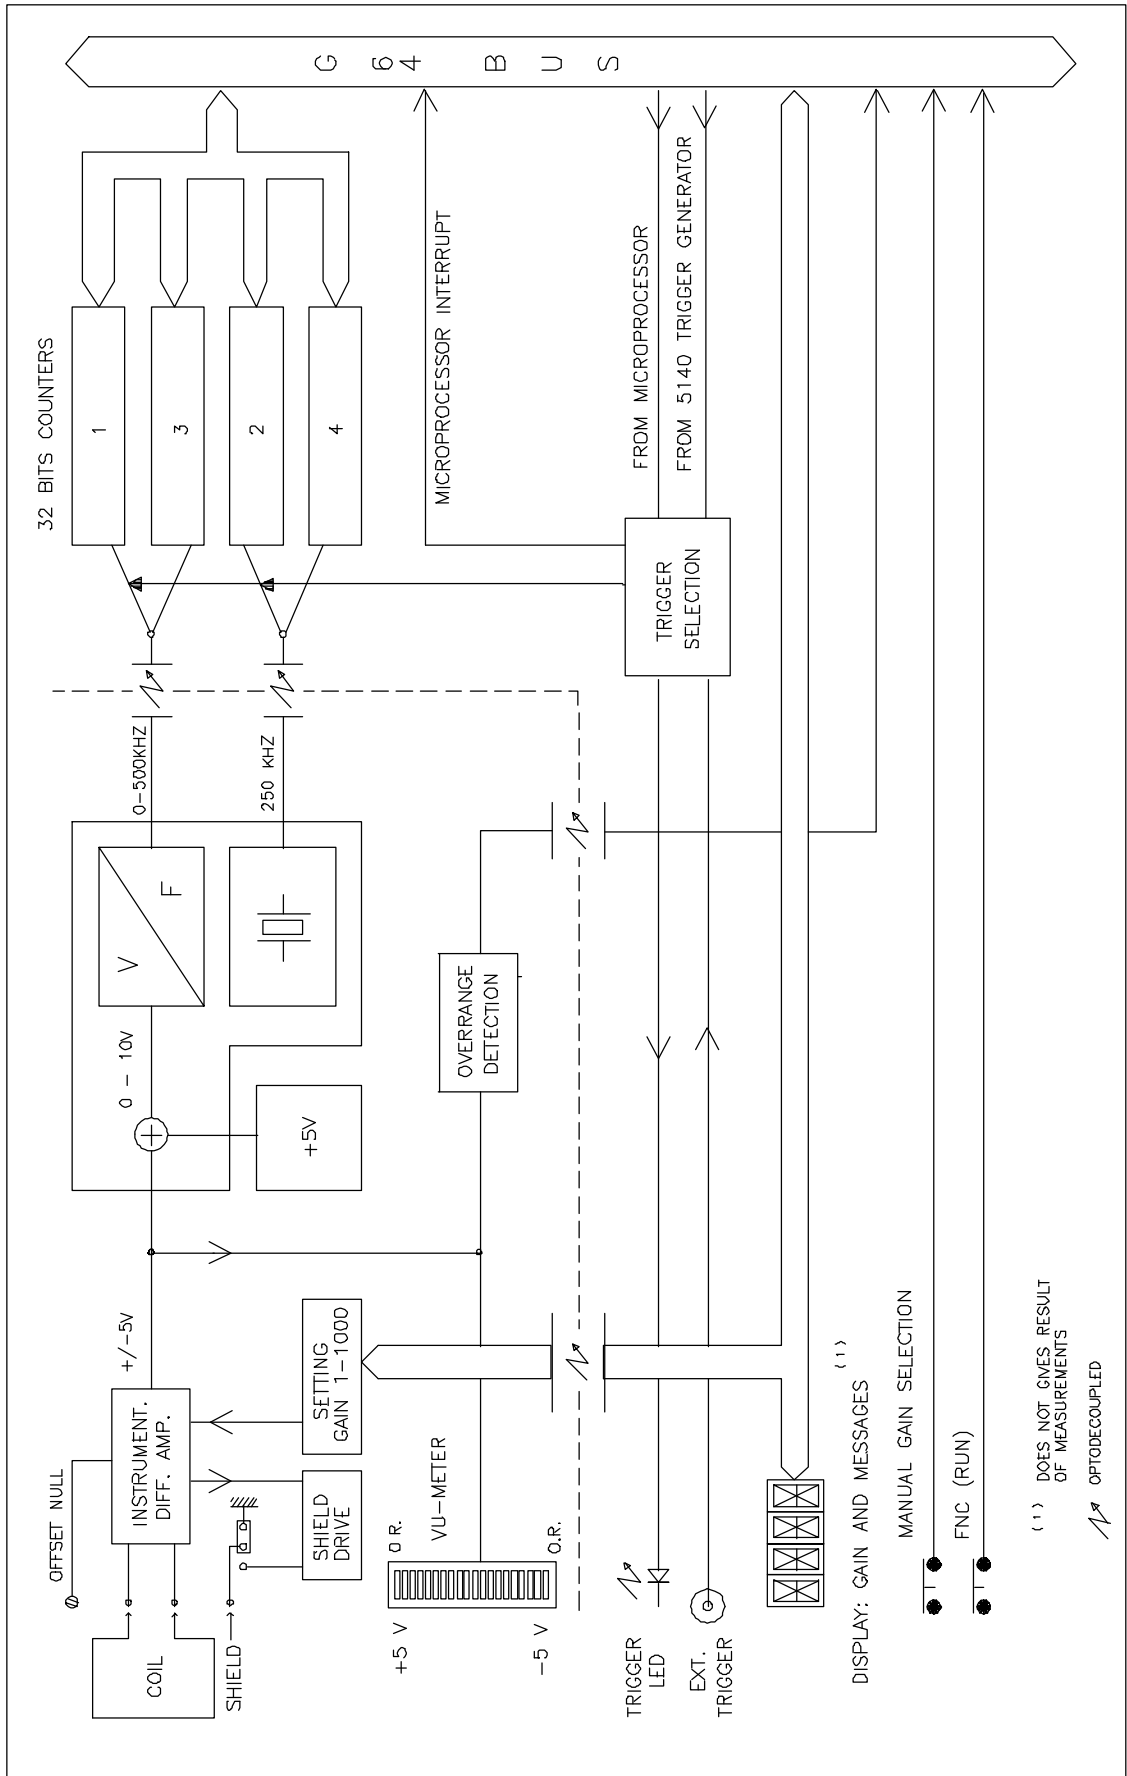 G 64 BUS
32 BITS COUNTERS
1
3
2
4
MICROPROCESSOR INTERRUPT
FROM MICROPROCESSOR
FROM 5140 TRIGGER GENERATOR
TRIGGER
SELECTION
0-500KHZ
250 KHZ
V
F
0 - 10V
+5V
OVERRANGE
DETECTION
+/-5V
OFFSET NULL
INSTRUMENT.
DIFF. AMP.
SETTING
GAIN 1-1000
SHIELD
DRIVE
COIL
SHIELD
VU-METER
O.R.
O.R.
+5 V
-5 V
TRIGGER
LED
EXT.
TRIGGER
DISPLAY: GAIN AND MESSAGES (1)
MANUAL GAIN SELECTION
FNC (RUN)
(1) DOES NOT GIVES RESULT
OF MEASUREMENTS
OPTODECOUPLED